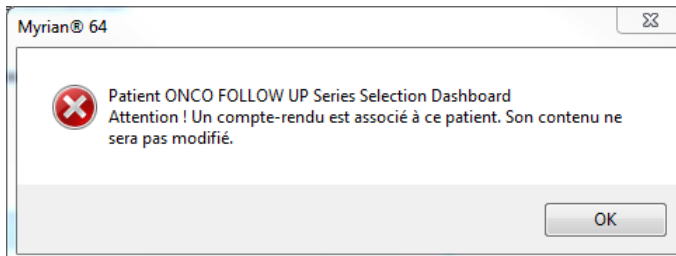 Myrian® 64
Patient ONCO FOLLOW UP Series Selection Dashboard
Attention ! Un compte-rendu est associé à ce patient. Son contenu ne
sera pas modifié.
OK